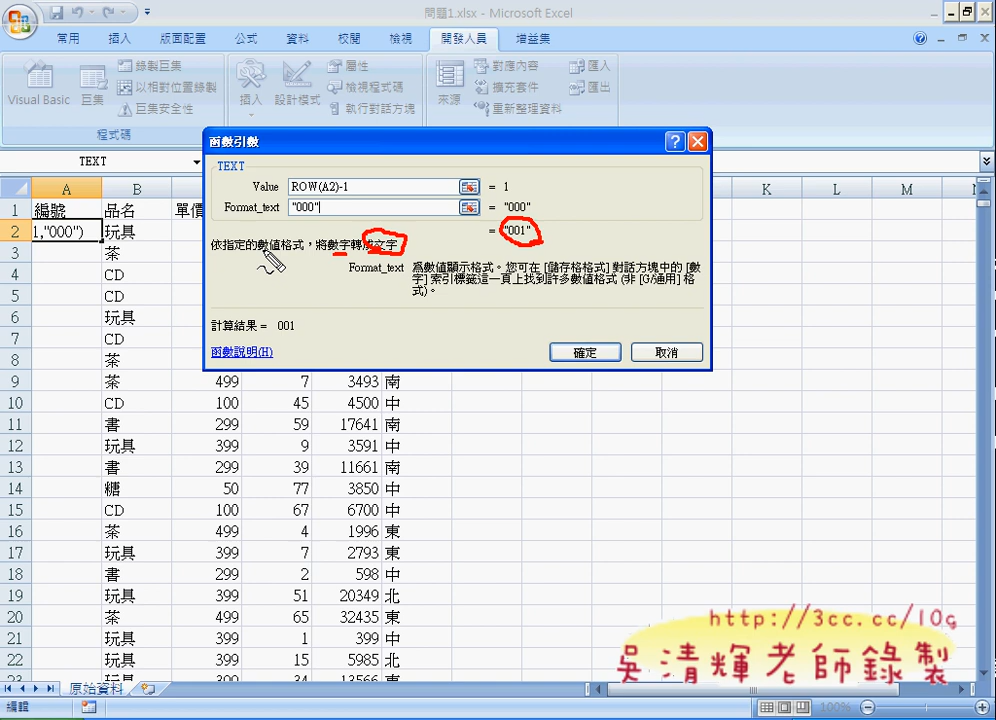 問題1.xlsx - Microsoft Excel
常用 插入 版面配置 公式 資料 校閱 檢視 開發人員 增益集
Visual Basic 巨集 錄製巨集 以相對位置錄製 巨集安全性
插入 設計模式 屬性 檢視程式碼 執行對話方塊
來源 對應內容 擴充套件 重新整理資料 匯入 匯出
程式碼
TEXT
函數引數
TEXT
Value ROW(A2)-1 = 1
Format_text "000" = "000"
= "001"
依指定的數值格式，將數字轉成文字
Format_text 為數值顯示格式。您可在 [儲存格格式] 對話方塊中的 [數
字] 索引標籤這一頁上找到許多數值格式 (非 [G/通用] 格
式)。
計算結果 = 001
函數說明(H) 確定 取消
A B K L M N
1 編號 品名 單價
2 1,"000") 玩具
3 茶
4 CD
5 CD
6 玩具
7 CD
8 茶
9 茶 499 7 3493 南
10 CD 100 45 4500 中
11 書 299 59 17641 南
12 玩具 399 9 3591 中
13 書 299 39 11661 南
14 糖 50 77 3850 中
15 CD 100 67 6700 中
16 茶 499 4 1996 東
17 玩具 399 7 2793 東
18 書 299 2 598 中
19 玩具 399 51 20349 北
20 茶 499 65 32435 東
21 玩具 399 1 399 中
22 玩具 399 15 5985 北
http://3cc.cc/10g
吳清輝老師錄製
原始資料
編輯 100%